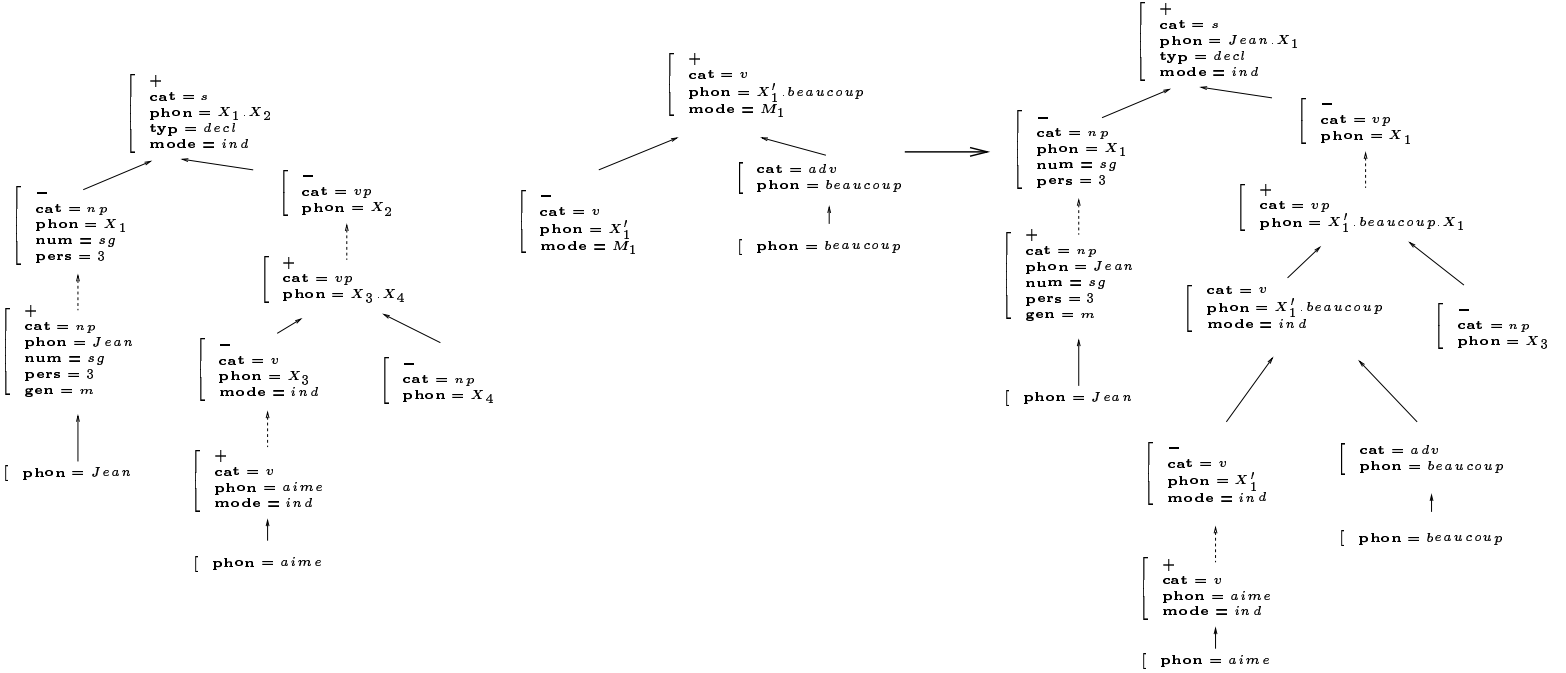 +
cat = s
phon = X₁.X₂
typ = decl
mode = ind
−
cat = np
phon = X₁
num = sg
pers = 3
−
cat = vp
phon = X₂
+
cat = vp
phon = X₃.X₄
+
cat = np
phon = Jean
num = sg
pers = 3
gen = m
−
cat = v
phon = X₃
mode = ind
−
cat = np
phon = X₄
[ phon = Jean
+
cat = v
phon = aime
mode = ind
[ phon = aime
+
cat = v
phon = X₁′.beaucoup
mode = M₁
−
cat = v
phon = X₁′
mode = M₁
cat = adv
phon = beaucoup
[ phon = beaucoup
+
cat = s
phon = Jean.X₁
typ = decl
mode = ind
−
cat = np
phon = X₁
num = sg
pers = 3
−
cat = vp
phon = X₁
+
cat = vp
phon = X₁′.beaucoup.X₁
+
cat = np
phon = Jean
num = sg
pers = 3
gen = m
cat = v
phon = X₁′.beaucoup
mode = ind
−
cat = np
phon = X₃
[ phon = Jean
−
cat = v
phon = X₁′
mode = ind
cat = adv
phon = beaucoup
[ phon = beaucoup
+
cat = v
phon = aime
mode = ind
[ phon = aime